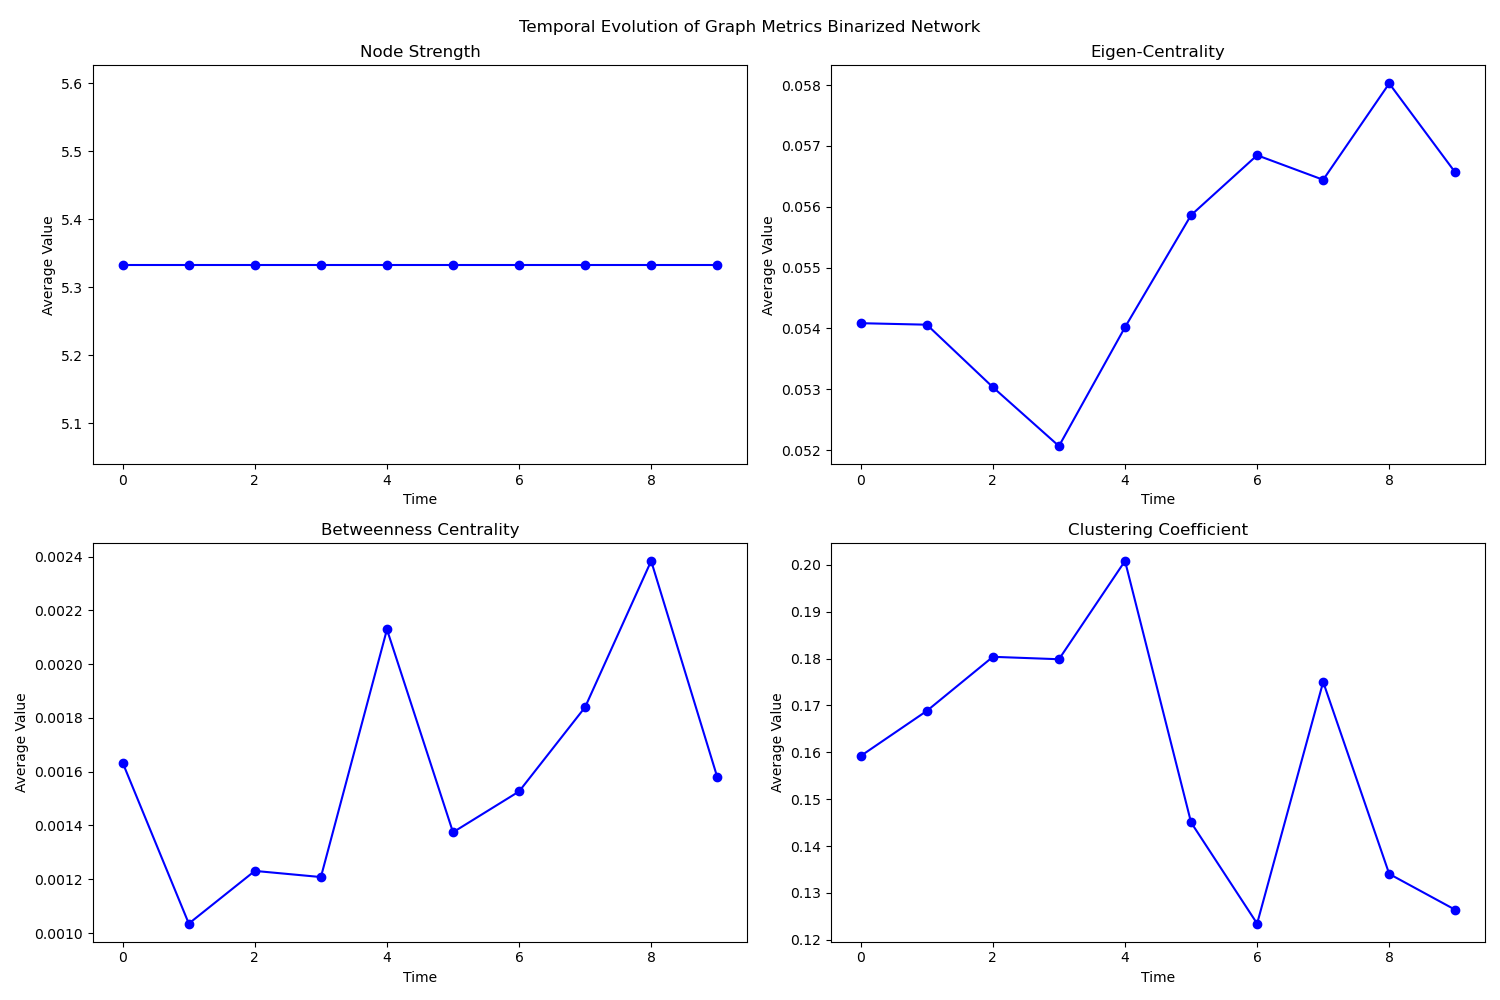 Temporal Evolution of Graph Metrics Binarized Network
Node Strength
Average Value
5.6
5.5
5.4
5.3
5.2
5.1
0 2 4 6 8
Time
Eigen-Centrality
Average Value
0.058
0.057
0.056
0.055
0.054
0.053
0.052
0 2 4 6 8
Time
Betweenness Centrality
Average Value
0.0024
0.0022
0.0020
0.0018
0.0016
0.0014
0.0012
0.0010
0 2 4 6 8
Time
Clustering Coefficient
Average Value
0.20
0.19
0.18
0.17
0.16
0.15
0.14
0.13
0.12
0 2 4 6 8
Time